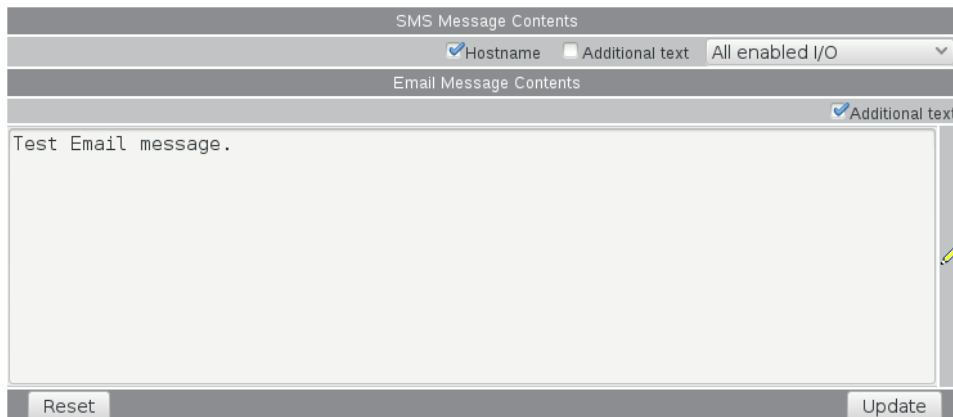 SMS Message Contents
Hostname Additional text All enabled I/O
Email Message Contents
Additional text
Test Email message.
Reset Update